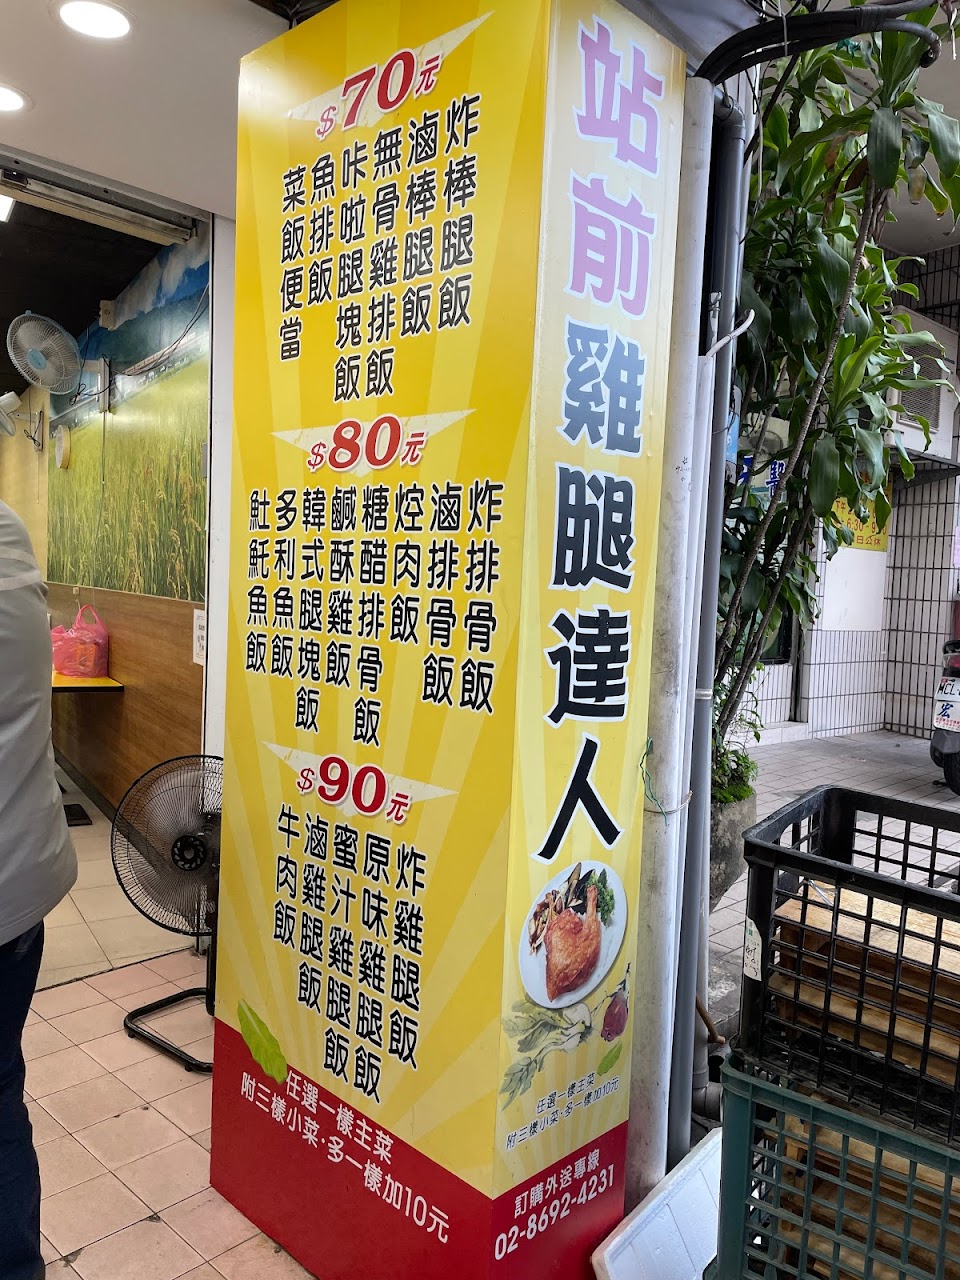 $70元
炸棒腿飯
滷棒腿飯
無骨雞排飯
咔啦腿塊飯
魚排飯
菜飯便當
$80元
炸排骨飯
滷排骨飯
焢肉飯
糖醋排骨飯
鹹酥雞飯
韓式腿塊飯
多利魚飯
魠魚飯
$90元
炸雞腿飯
原味雞腿飯
蜜汁雞腿飯
滷雞腿飯
牛肉飯
任選一樣主菜
附三樣小菜·多一樣加10元
站前雞腿達人
任選一樣主菜
附三樣小菜·多一樣加10元
訂購外送專線
02-8692-4231